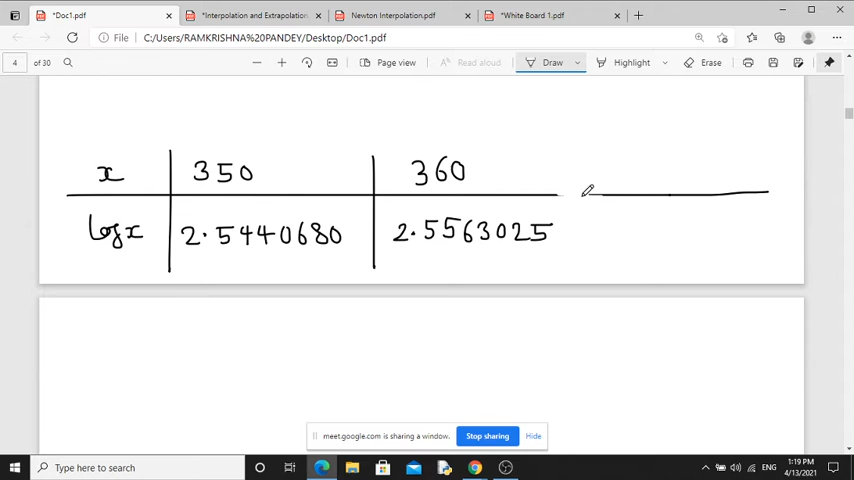 *Doc1.pdf
*Interpolation and Extrapolation
Newton Interpolation.pdf
*White Board 1.pdf
File C:/Users/RAMKRISHNA%20PANDEY/Desktop/Doc1.pdf
4 of 30
Page view
Read aloud
Draw
Highlight
Erase
x 350 360
log x 2.5440680 2.5563025
meet.google.com is sharing a window.
Stop sharing
Hide
Type here to search
ENG
1:19 PM
4/13/2021